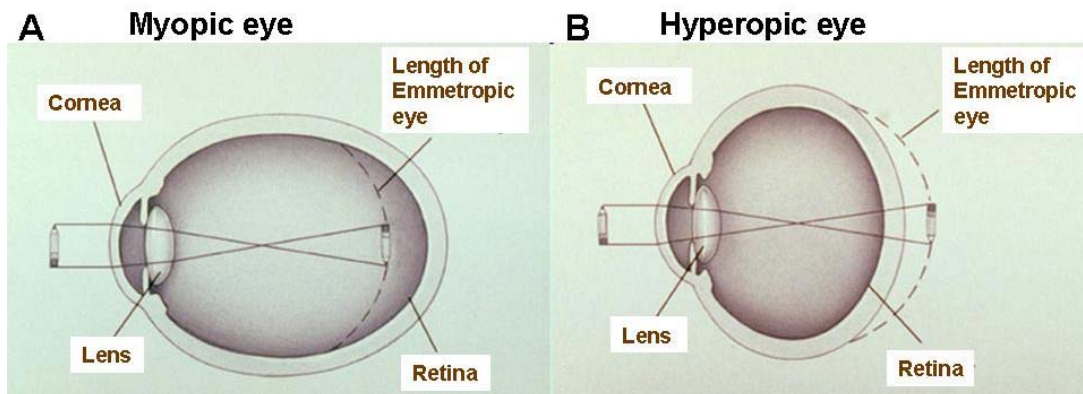 A Myopic eye
Cornea
Length of
Emmetropic
eye
Lens
Retina
B Hyperopic eye
Cornea
Length of
Emmetropic
eye
Lens
Retina